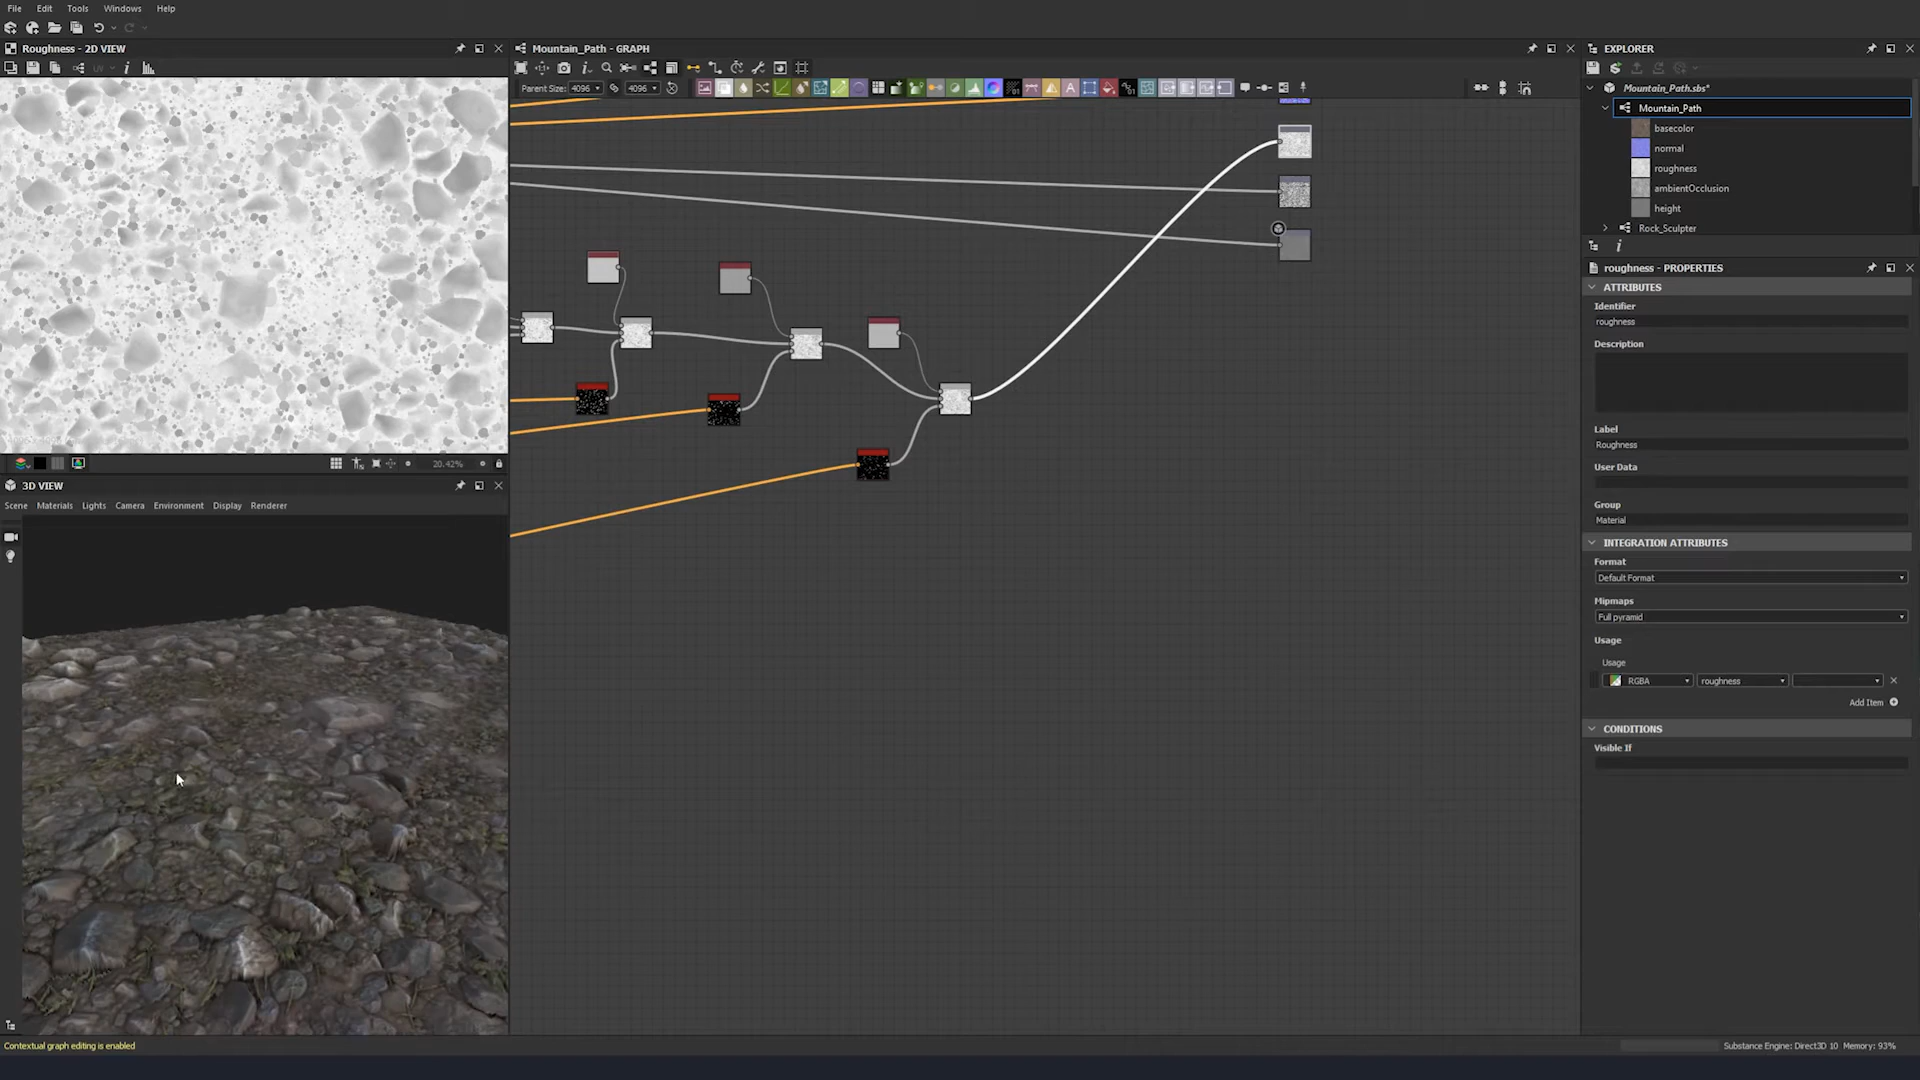 File Edit Tools Windows Help
Roughness - 2D VIEW
20.42%
3D VIEW
Scene Materials Lights Camera Environment Display Renderer
Mountain_Path - GRAPH
Parent Size: 4096 4096
EXPLORER
Mountain_Path.sbs*
Mountain_Path
basecolor
normal
roughness
ambientOcclusion
height
Rock_Sculpter
roughness - PROPERTIES
ATTRIBUTES
Identifier
roughness
Description
Label
Roughness
User Data
Group
Material
INTEGRATION ATTRIBUTES
Format
Default Format
Mipmaps
Full pyramid
Usage
Usage
RGBA roughness
Add Item
CONDITIONS
Visible If
Contextual graph editing is enabled
Substance Engine: Direct3D 10 Memory: 93%